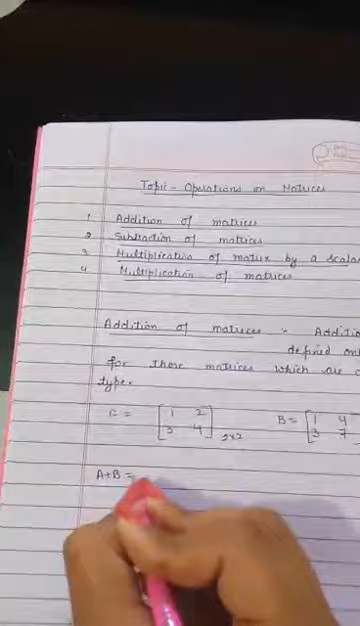 Topic - Operations on Matrices
1 Addition of matrices
2 Subtraction of matrices
3 Multiplication of matrix by a scalar
4 Multiplication of matrices
Addition of matrices - Additio
defined onl
for those matrices which are o
type.
= [1 2 B = [1 4
3 4] 2×2 3 7
A+B =